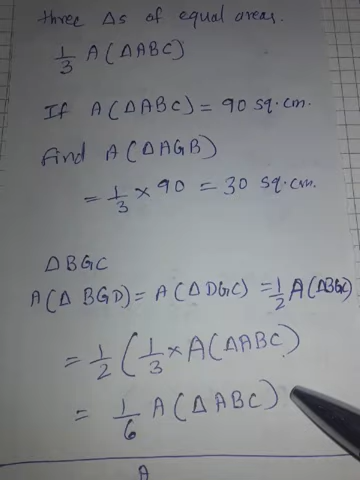 three Δs of equal areas.
1/3 A(ΔABC)
If A(ΔABC) = 90 sq.cm.
Find A(ΔAGB)
= 1/3 × 90 = 30 sq.cm.
ΔBGC
A(ΔBGD) = A(ΔDGC) = 1/2 A(ΔBGC)
= 1/2 (1/3 × A(ΔABC)
= 1/6 A(ΔABC)
A